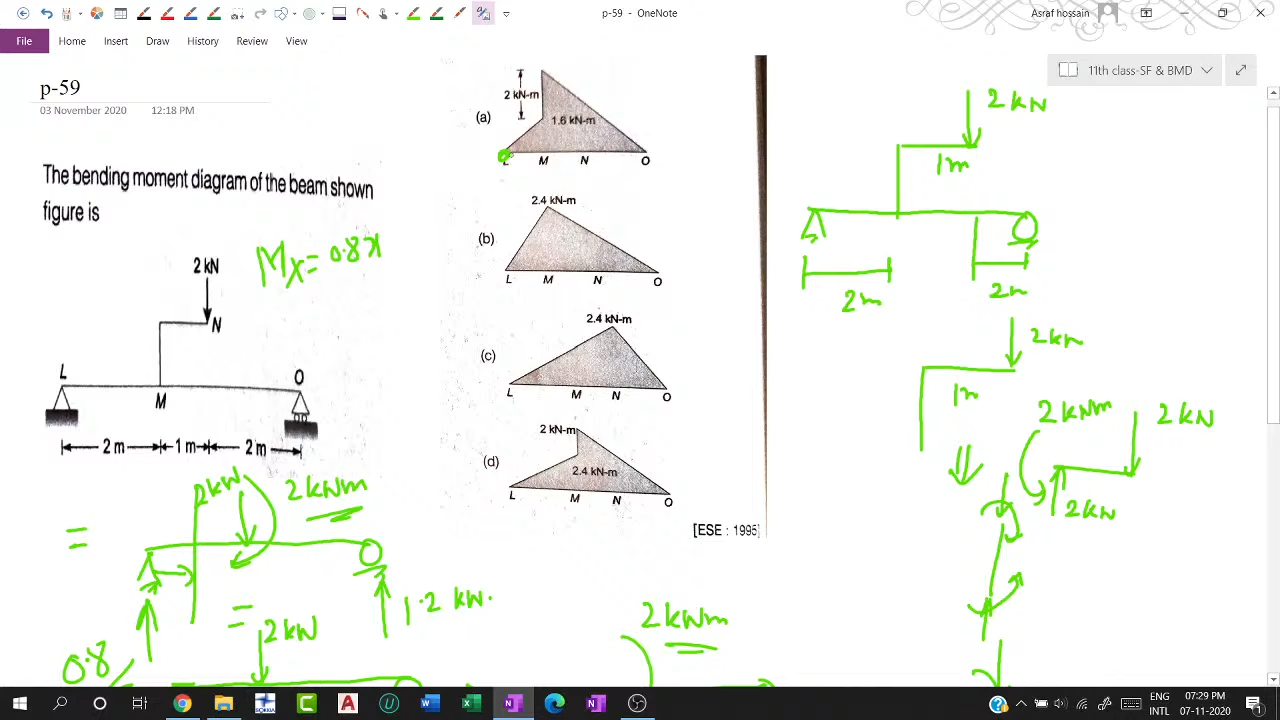 p-59 - OneNote
Asraf hossain
File Home Insert Draw History Review View
11th class-SF & BMD
p-59
03 November 2020 12:18 PM
The bending moment diagram of the beam shown
figure is
Mx = 0.8x
2 kN
N
L
O
M
2 m 1 m 2 m
(a)
2 kN-m
1.6 kN-m
L M N O
(b)
2.4 kN-m
L M N O
(c)
2.4 kN-m
L M N O
(d)
2 kN-m
2.4 kN-m
L M N O
[ESE : 1995]
2 kN
1m
2m
2m
2kN
1m
2 kNm
2 kN
2 kN
=
2kN
2 kNm
1.2 kN.
0.8
=
2 kN
2 kNm
ENG
INTL
07:29 PM
07-11-2020